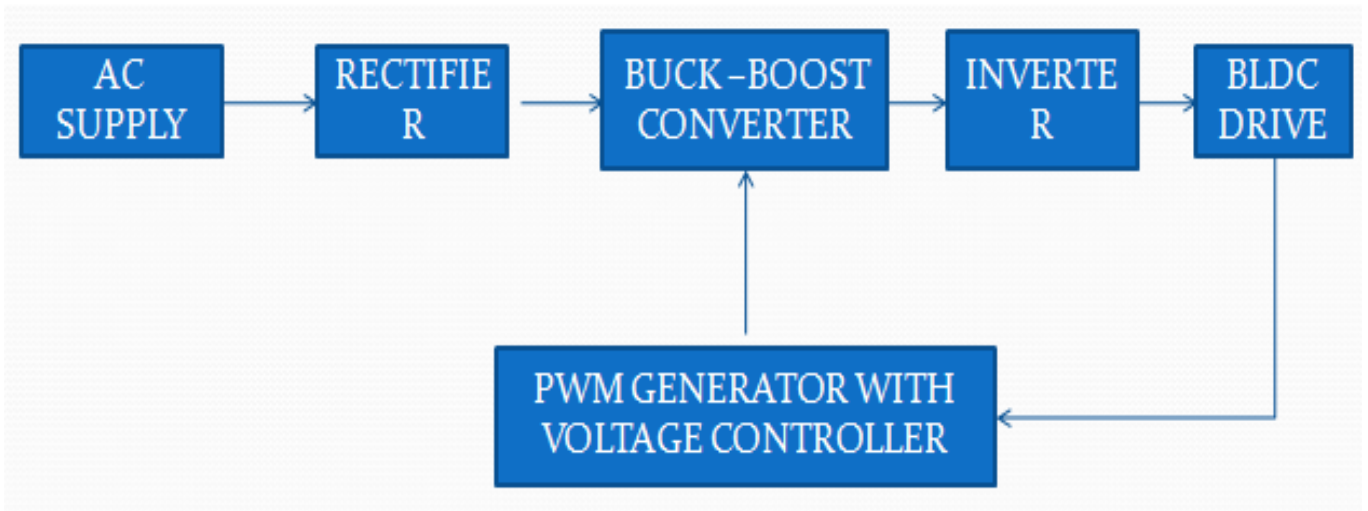 AC
SUPPLY
RECTIFIE
R
BUCK –BOOST
CONVERTER
INVERTE
R
BLDC
DRIVE
PWM GENERATOR WITH
VOLTAGE CONTROLLER